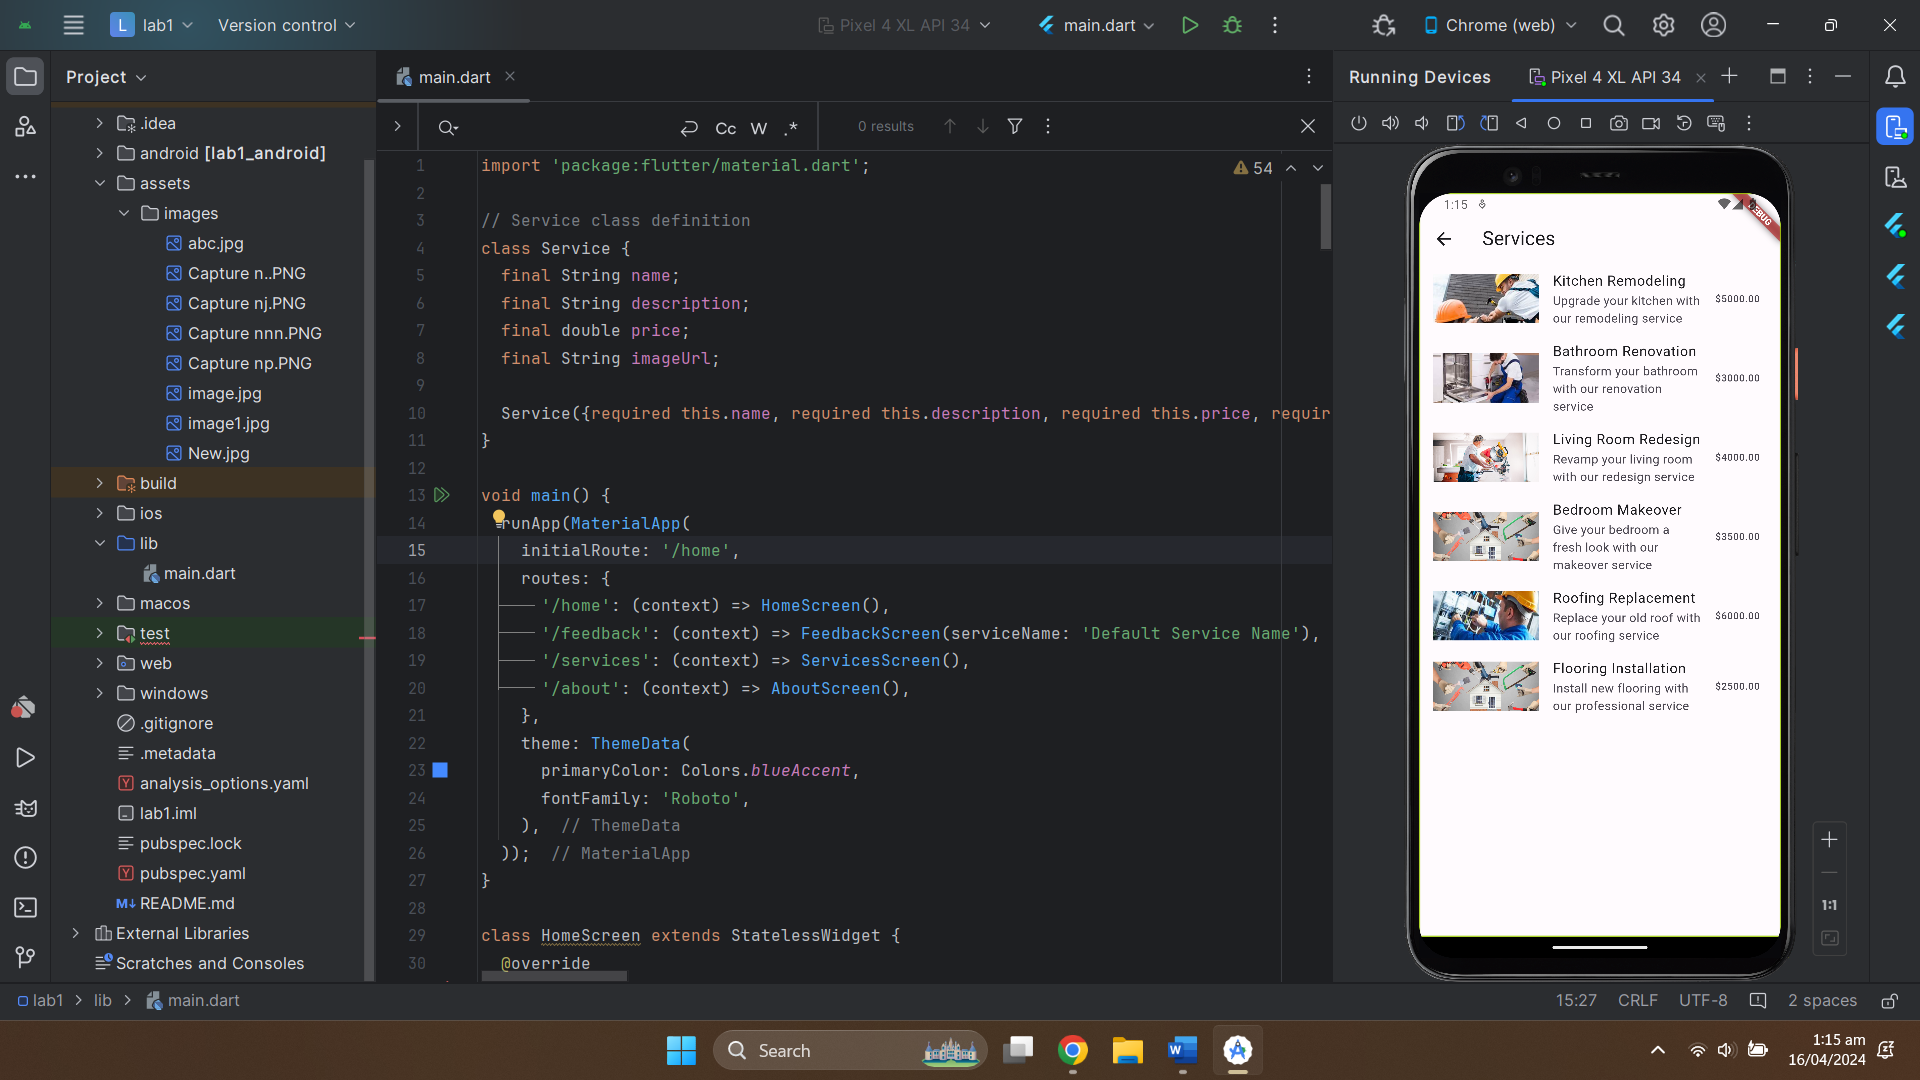 L lab1
Version control
Pixel 4 XL API 34
main.dart
Chrome (web)
Project
.idea
android [lab1_android]
assets
images
abc.jpg
Capture n..PNG
Capture nj.PNG
Capture nnn.PNG
Capture np.PNG
image.jpg
image1.jpg
New.jpg
build
ios
lib
main.dart
macos
test
web
windows
.gitignore
.metadata
analysis_options.yaml
lab1.iml
pubspec.lock
pubspec.yaml
README.md
External Libraries
Scratches and Consoles
main.dart
Cc W .*
0 results
54
1 import 'package:flutter/material.dart';
2
3 // Service class definition
4 class Service {
5 final String name;
6 final String description;
7 final double price;
8 final String imageUrl;
9
10 Service({required this.name, required this.description, required this.price, requir
11 }
12
13 void main() {
14 runApp(MaterialApp(
15 initialRoute: '/home',
16 routes: {
17 '/home': (context) => HomeScreen(),
18 '/feedback': (context) => FeedbackScreen(serviceName: 'Default Service Name'),
19 '/services': (context) => ServicesScreen(),
20 '/about': (context) => AboutScreen(),
21 },
22 theme: ThemeData(
23 primaryColor: Colors.blueAccent,
24 fontFamily: 'Roboto',
25 ), // ThemeData
26 )); // MaterialApp
27 }
28
29 class HomeScreen extends StatelessWidget {
30 @override
Running Devices
Pixel 4 XL API 34
1:15
Services
Kitchen Remodeling
Upgrade your kitchen with
our remodeling service
$5000.00
Bathroom Renovation
Transform your bathroom
with our renovation
service
$3000.00
Living Room Redesign
Revamp your living room
with our redesign service
$4000.00
Bedroom Makeover
Give your bedroom a
fresh look with our
makeover service
$3500.00
Roofing Replacement
Replace your old roof with
our roofing service
$6000.00
Flooring Installation
Install new flooring with
our professional service
$2500.00
1:1
lab1 > lib > main.dart
15:27 CRLF UTF-8 2 spaces
Search
1:15 am
16/04/2024